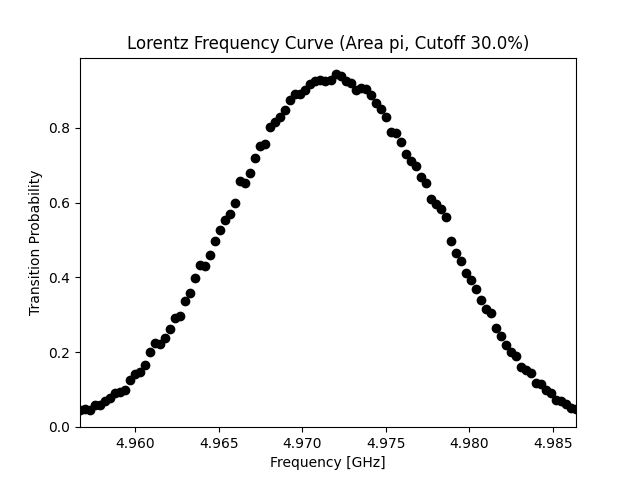 Lorentz Frequency Curve (Area pi, Cutoff 30.0%)
Transition Probability
0.8
0.6
0.4
0.2
0.0
4.960 4.965 4.970 4.975 4.980 4.985
Frequency [GHz]